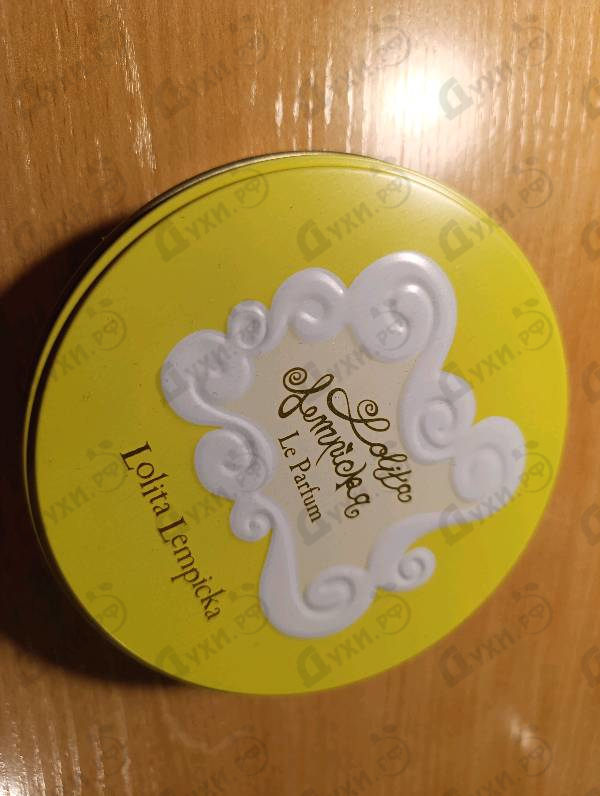 Lolita
Lempicka
Le Parfum
Lolita Lempicka
Духи.рф